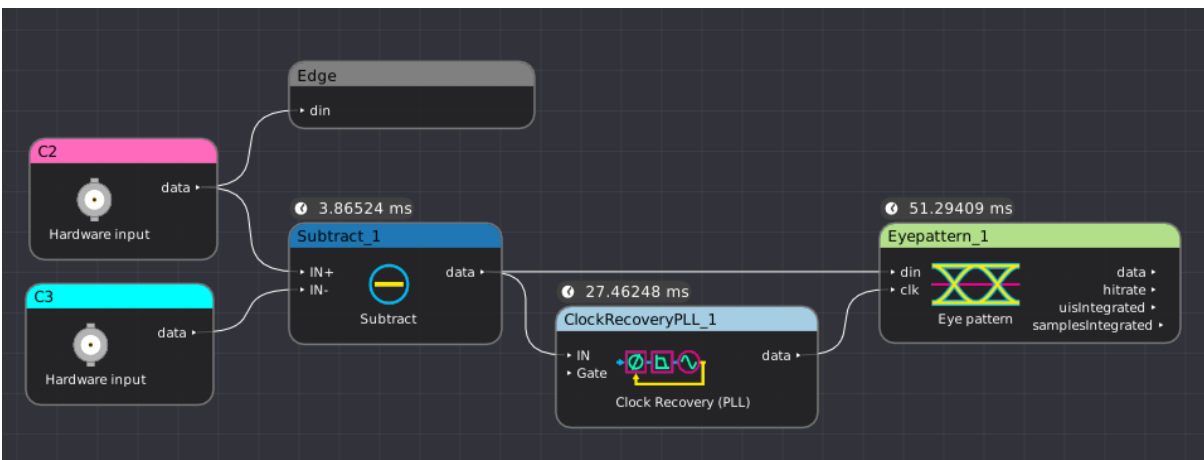 Edge
din
C2
data
Hardware input
3.86524 ms
Subtract_1
IN+
IN-
data
Subtract
C3
data
Hardware input
27.46248 ms
ClockRecoveryPLL_1
IN
Gate
data
Clock Recovery (PLL)
51.29409 ms
Eyepattern_1
din
clk
Eye pattern
data
hitrate
uisIntegrated
samplesIntegrated